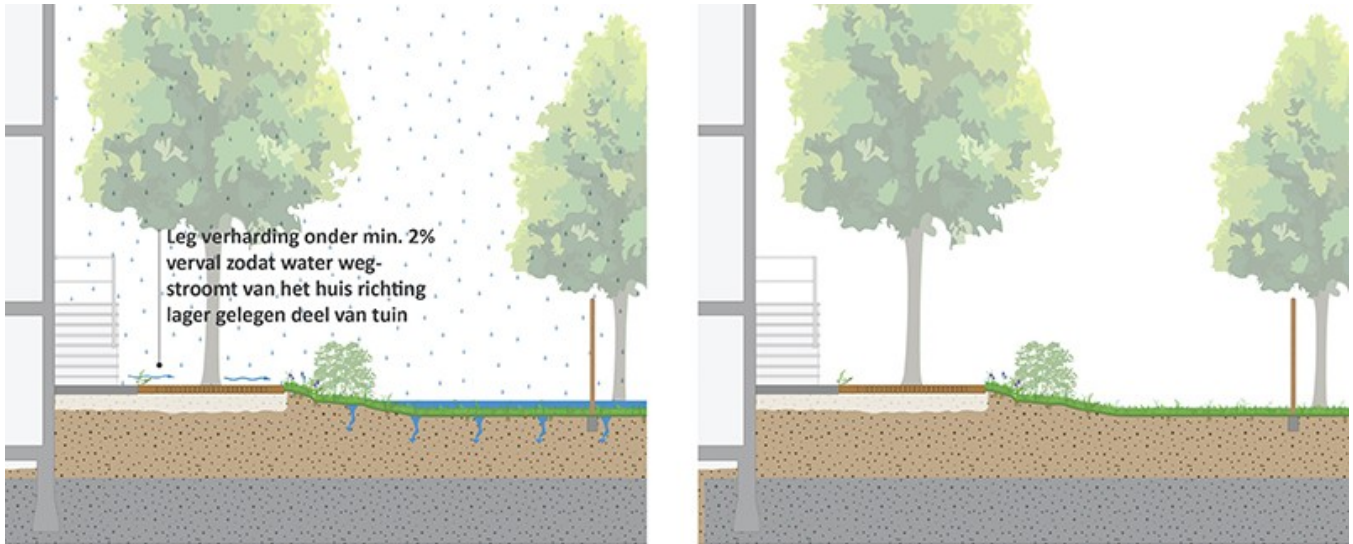 Leg verharding onder min. 2%
verval zodat water weg-
stroomt van het huis richting
lager gelegen deel van tuin